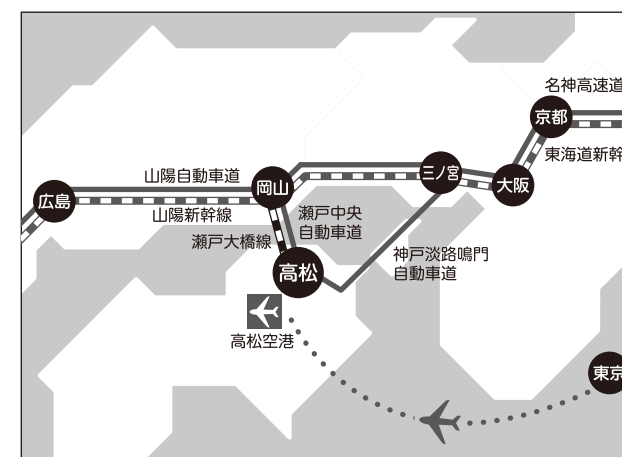 名神高速道
京都
東海道新幹
山陽自動車道
岡山
三ノ宮
大阪
広島
山陽新幹線
瀬戸中央
自動車道
瀬戸大橋線
高松
神戸淡路鳴門
自動車道
高松空港
東京